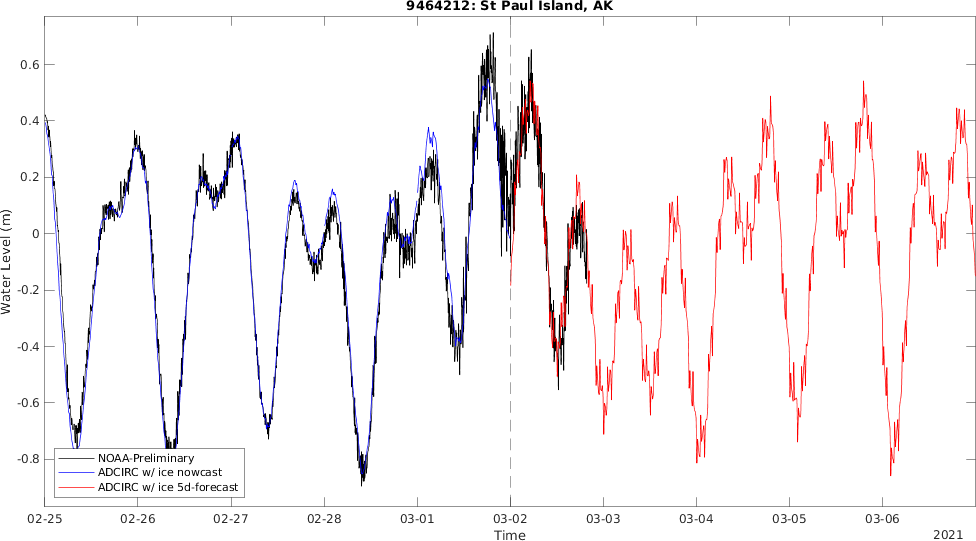 9464212: St Paul Island, AK
Water Level (m)
0.6
0.4
0.2
0
-0.2
-0.4
-0.6
-0.8
NOAA-Preliminary
ADCIRC w/ ice nowcast
ADCIRC w/ ice 5d-forecast
02-25 02-26 02-27 02-28 03-01 03-02 03-03 03-04 03-05 03-06
Time
2021